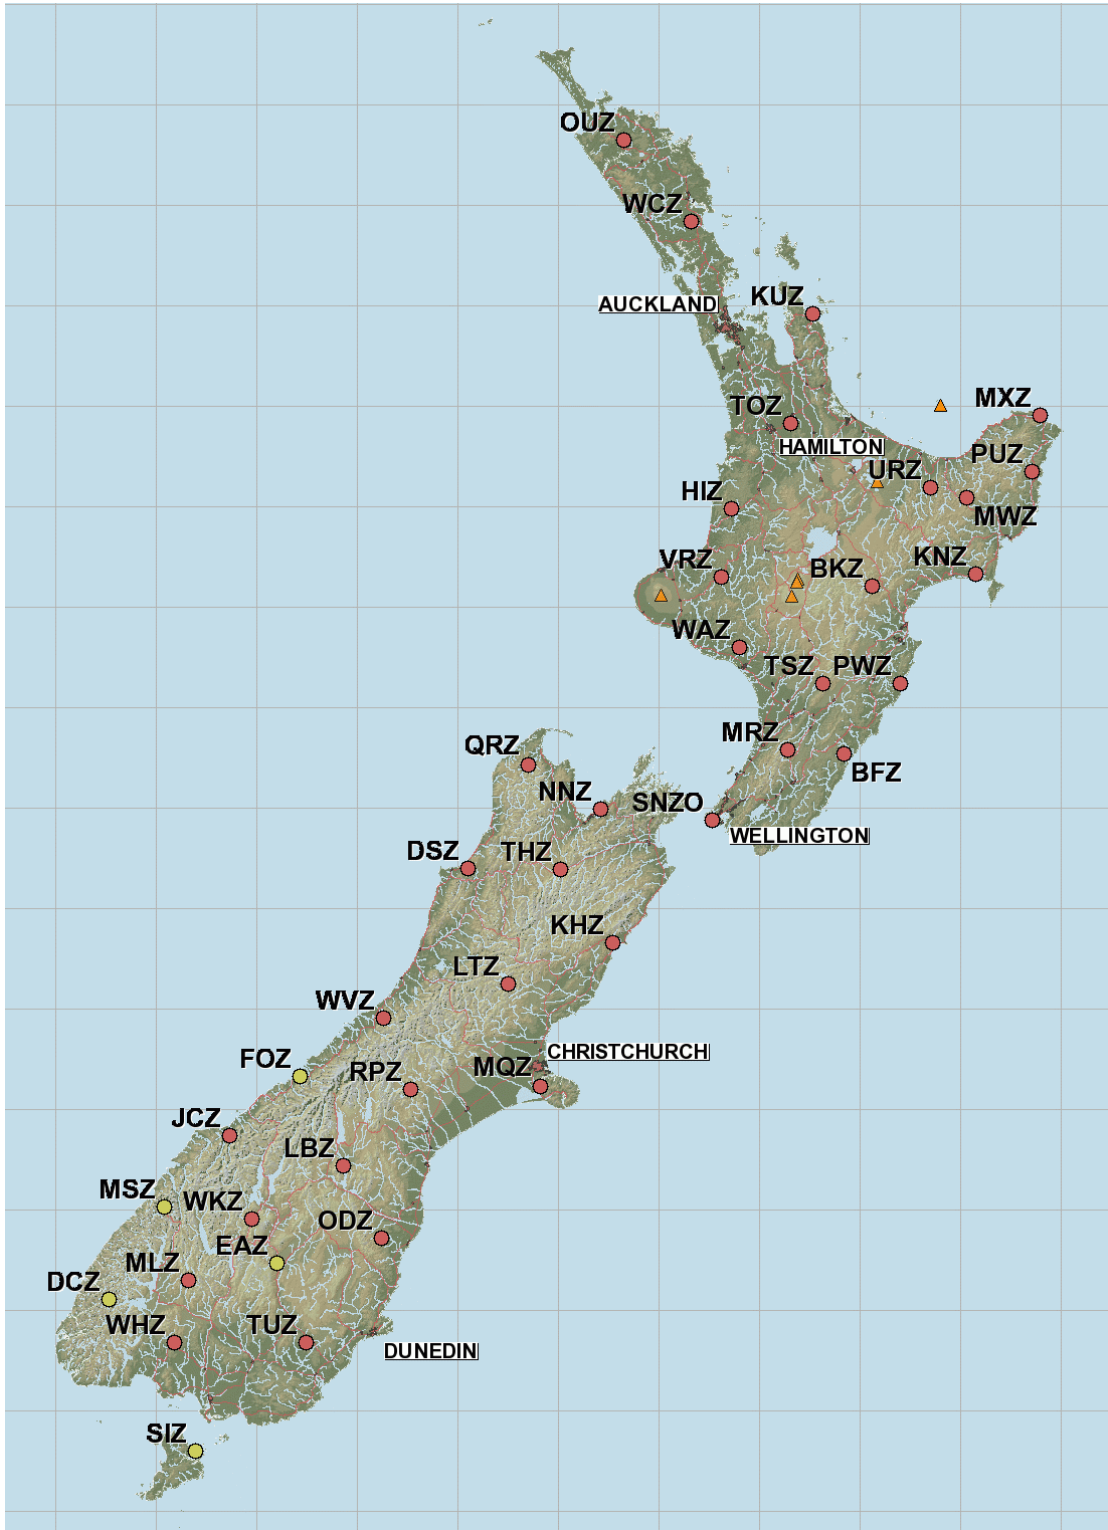 OUZ
WCZ
AUCKLAND
KUZ
MXZ
TOZ
HAMILTON
PUZ
URZ
HIZ
MWZ
KNZ
VRZ
BKZ
WAZ
TSZ
PWZ
MRZ
BFZ
QRZ
NNZ
SNZO
WELLINGTON
DSZ
THZ
KHZ
LTZ
WVZ
CHRISTCHURCH
FOZ
RPZ
MQZ
JCZ
LBZ
MSZ
WKZ
ODZ
EAZ
MLZ
DCZ
WHZ
TUZ
DUNEDIN
SIZ